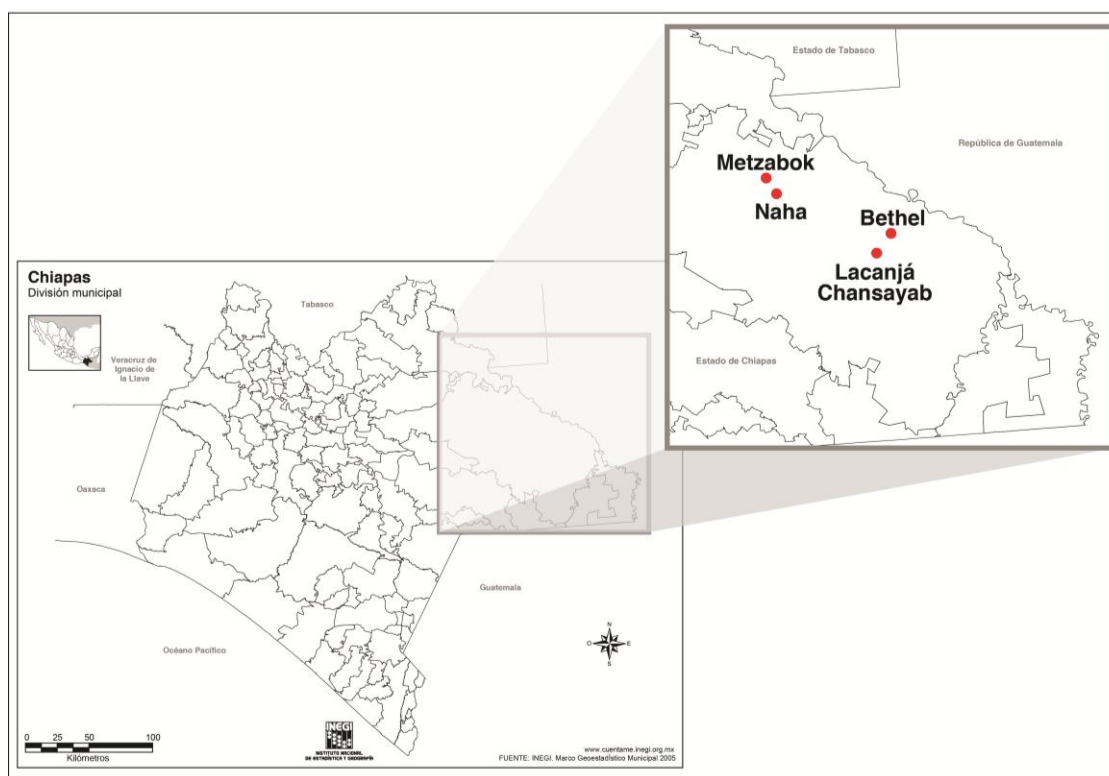 Estado de Tabasco
República de Guatemala
Metzabok
Naha
Bethel
Lacanjá
Chansayab
Estado de Chiapas
Chiapas
División municipal
Tabasco
Veracruz de
Ignacio de
la Llave
Oaxaca
Guatemala
Océano Pacífico
N
O
E
S
0 25 50 100
Kilómetros
INEGI
INSTITUTO NACIONAL
DE ESTADÍSTICA Y GEOGRAFÍA
www.cuentame.inegi.org.mx
FUENTE: INEGI. Marco Geoestadístico Municipal 2005